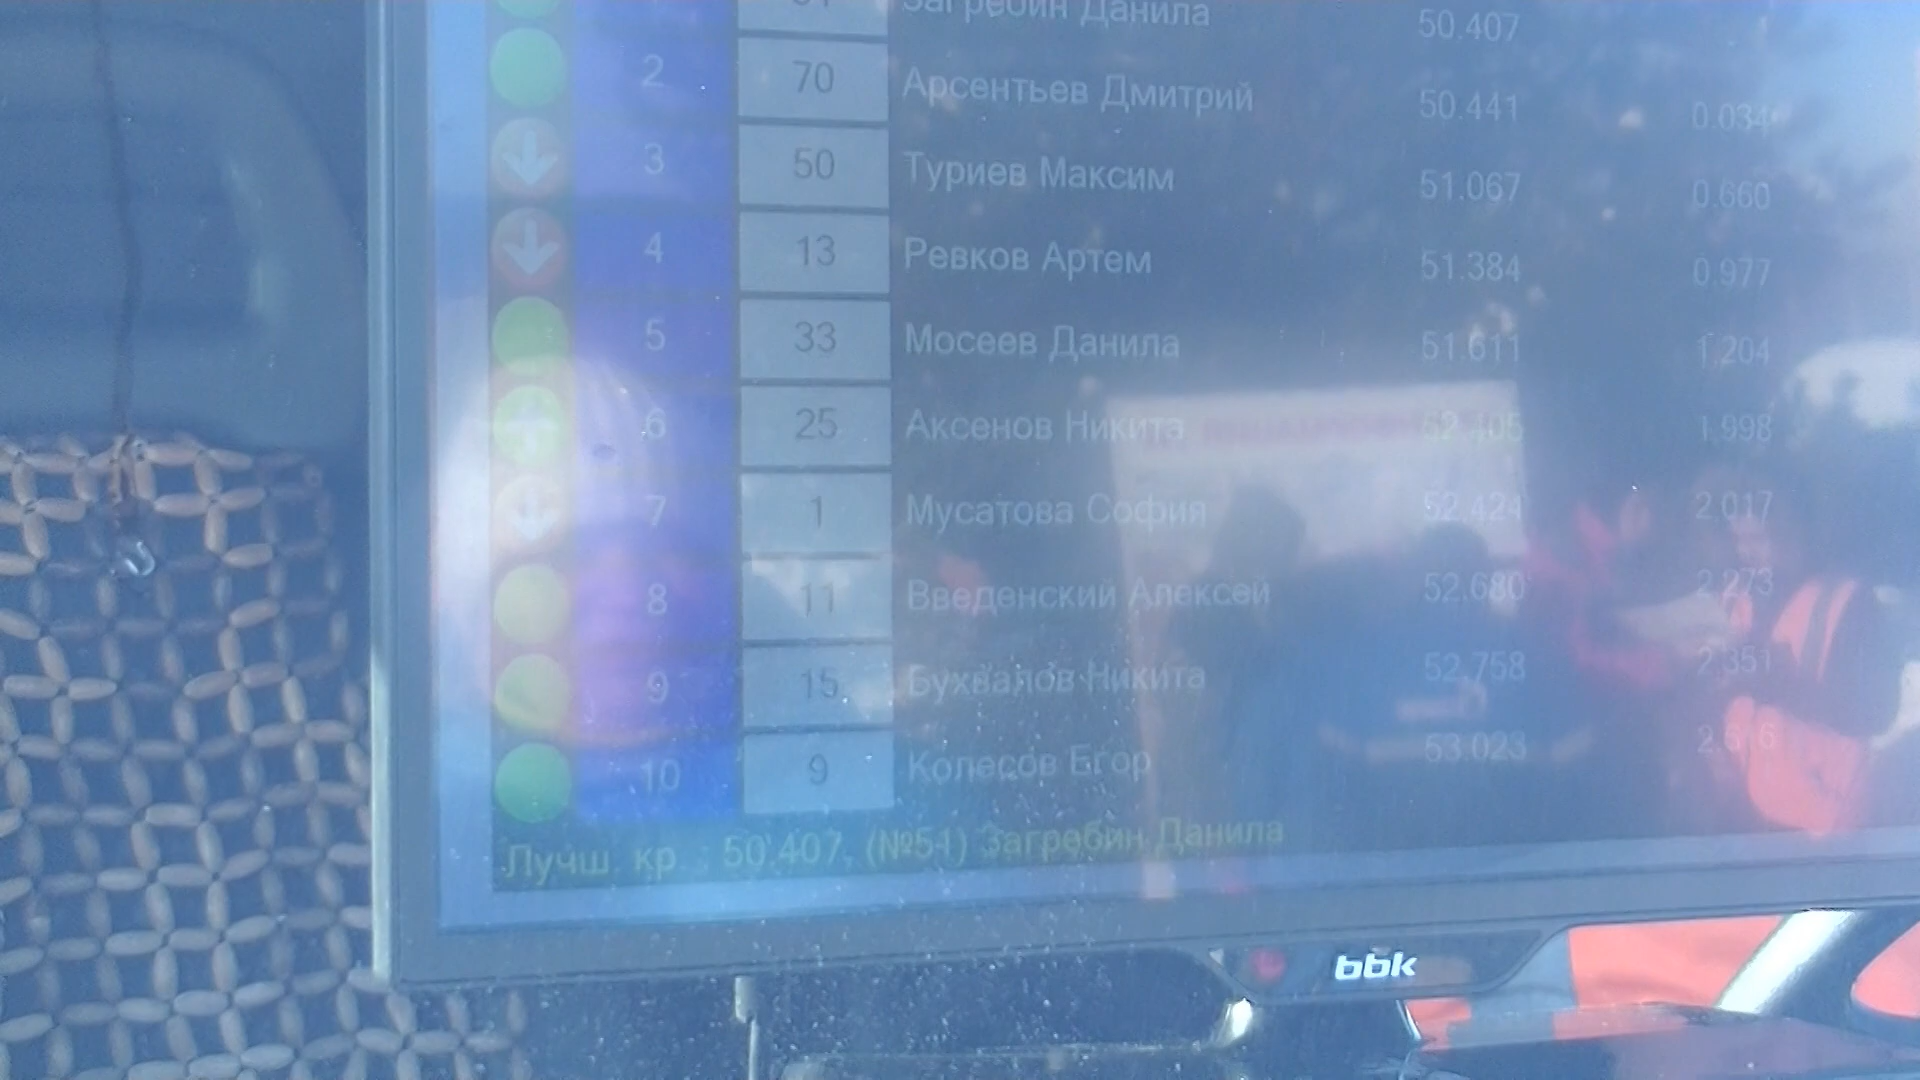 Загребин Данила 50.407
2 70 Арсентьев Дмитрий 50.441 0.034
3 50 Туриев Максим 51.067 0.660
4 13 Ревков Артем 51.384 0.977
5 33 Мосеев Данила 51.611 1.204
6 25 Аксенов Никита 52.405 1.998
7 1 Мусатова София 52.424 2.017
8 11 Введенский Алексей 52.680 2.273
9 15 Бухвалов Никита 52.758 2.351
10 9 Колесов Егор 53.023 2.616
Лучш. кр. : 50.407, (№51) Загребин Данила
bbk